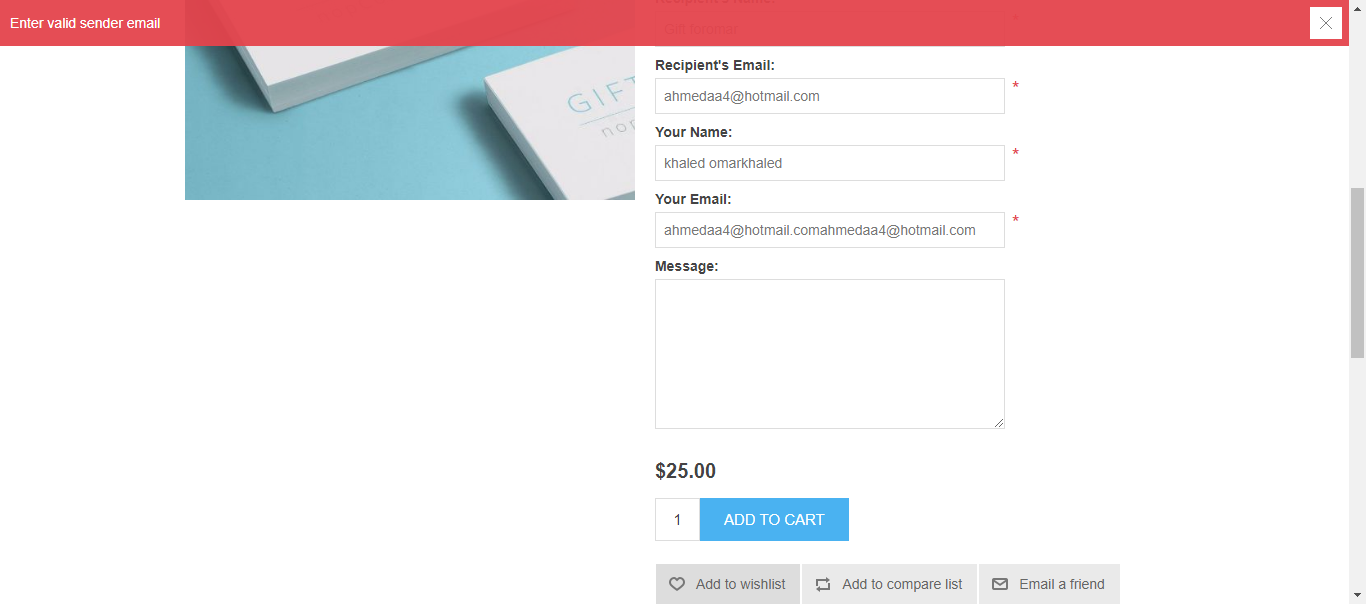 Enter valid sender email
Recipient's Name:
Recipient's Email:
ahmedaa4@hotmail.com
*
Your Name:
khaled omarkhaled
*
Your Email:
ahmedaa4@hotmail.comahmedaa4@hotmail.com
*
Message:
$25.00
1
ADD TO CART
Add to wishlist
Add to compare list
Email a friend